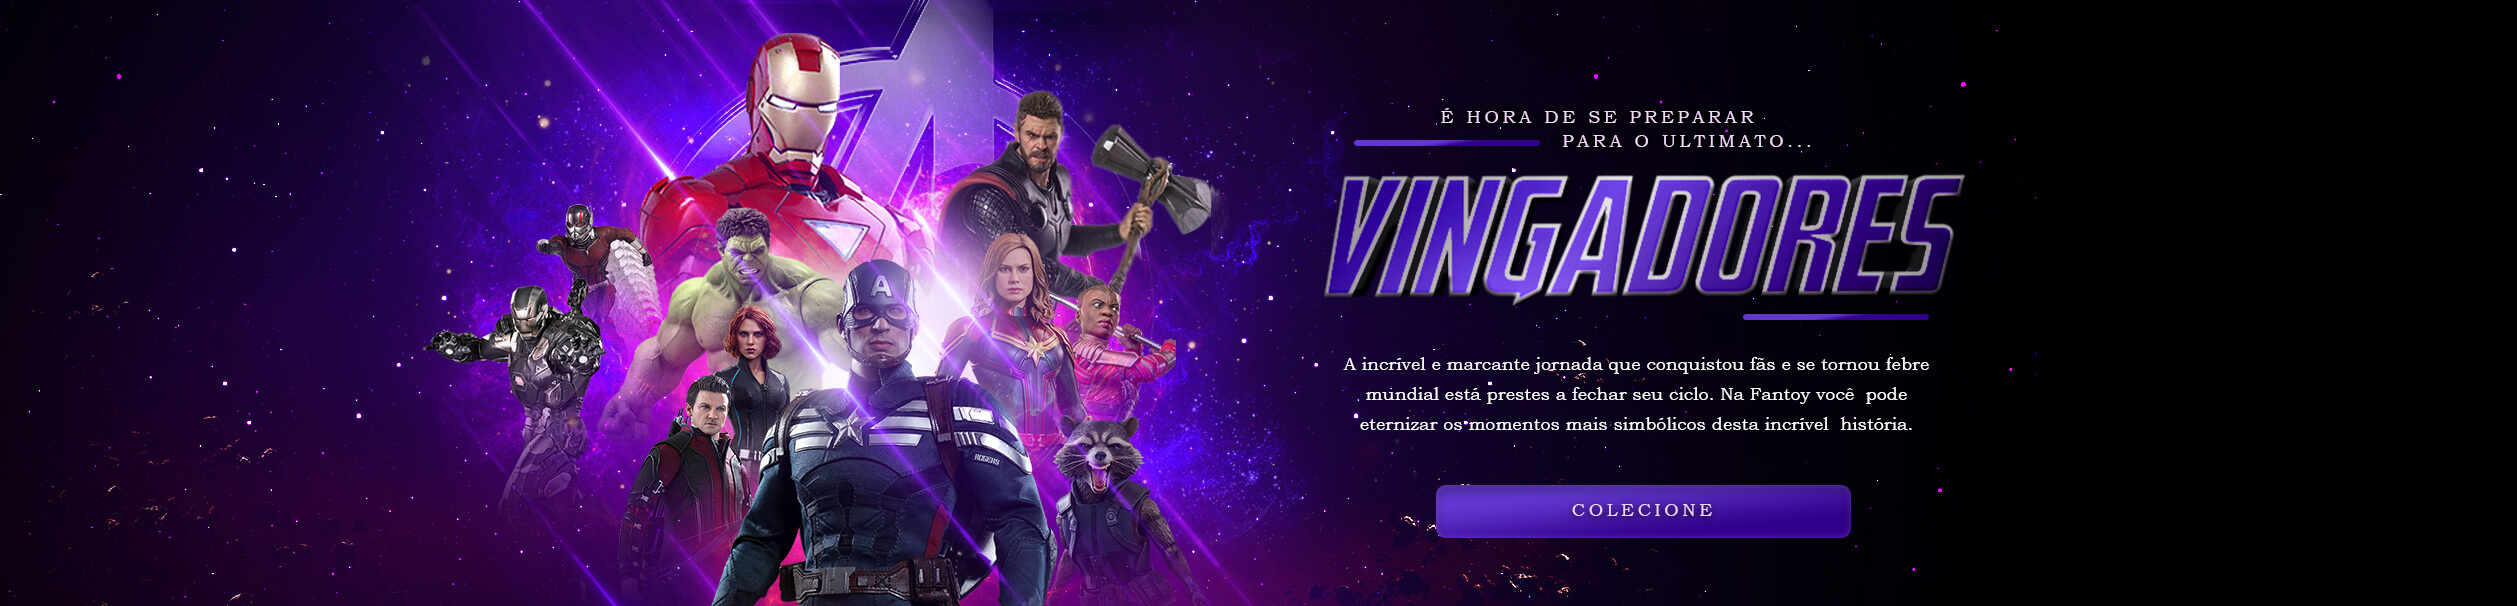 É HORA DE SE PREPARAR
PARA O ULTIMATO...
VINGADORES
A incrível e marcante jornada que conquistou fãs e se tornou febre
mundial está prestes a fechar seu ciclo. Na Fantoy você pode
eternizar os momentos mais simbólicos desta incrível história.
COLECIONE
A
ROGERS